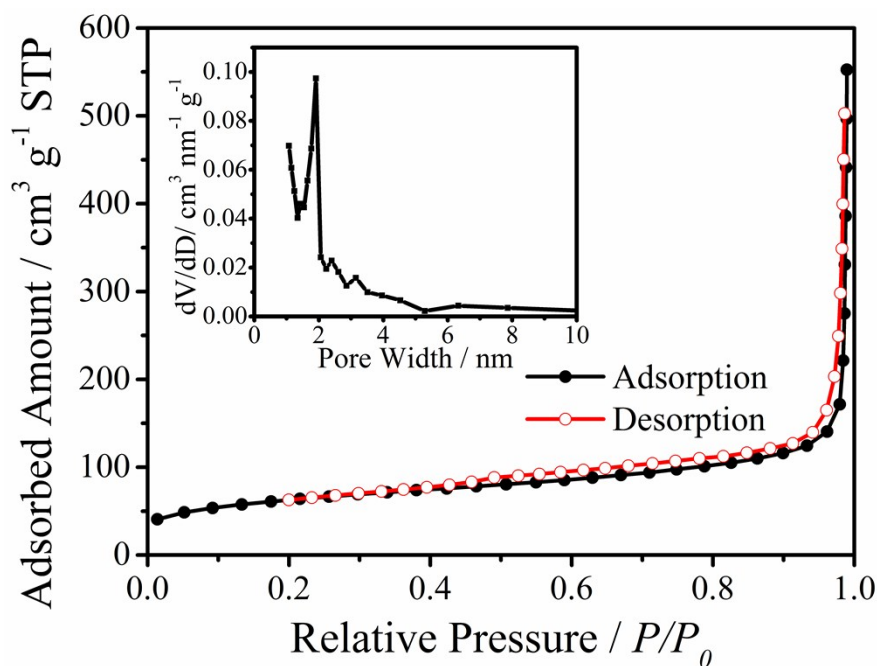 600
500
400
300
200
100
0
Adsorbed Amount / cm³ g⁻¹ STP
0.10
0.08
0.06
0.04
0.02
0.00
dV/dD/ cm³ nm⁻¹ g⁻¹
0 2 4 6 8 10
Pore Width / nm
Adsorption
Desorption
0.0 0.2 0.4 0.6 0.8 1.0
Relative Pressure / P/P₀